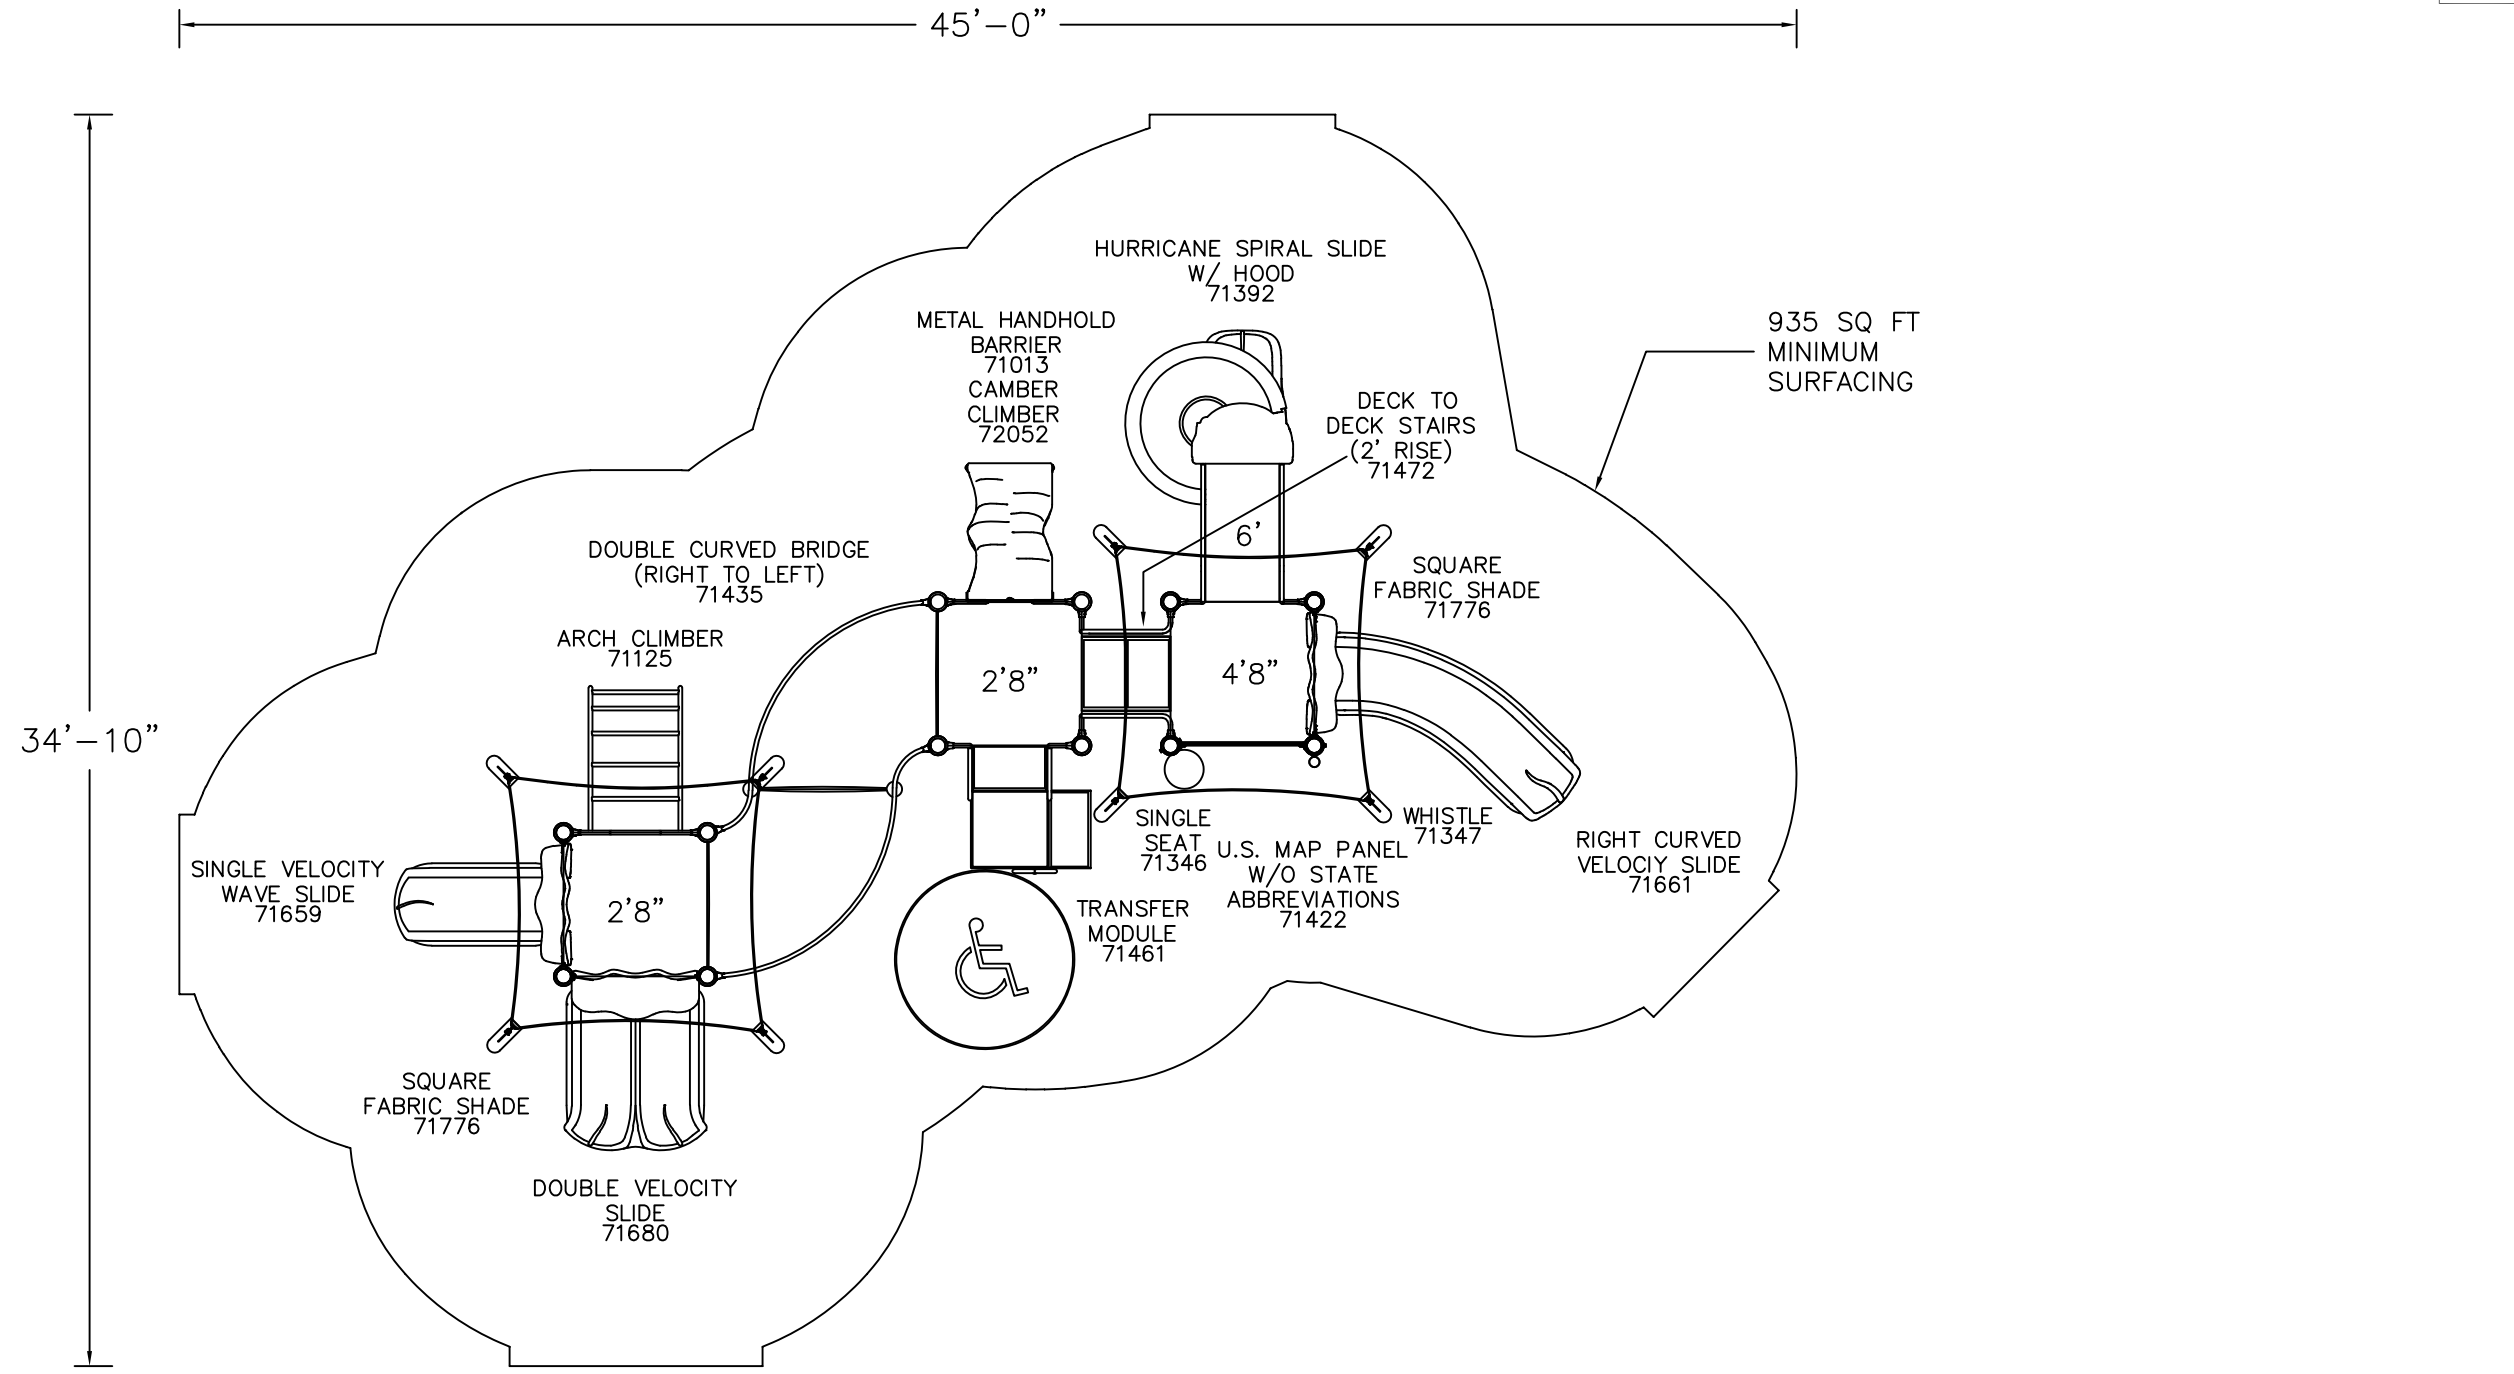 45'-0"
HURRICANE SPIRAL SLIDE
W/ HOOD
71392
METAL HANDHOLD
BARRIER
71013
CAMBER
CLIMBER
72052
935 SQ FT
MINIMUM
SURFACING
DECK TO
DECK STAIRS
(2' RISE)
71472
6'
DOUBLE CURVED BRIDGE
(RIGHT TO LEFT)
71435
SQUARE
FABRIC SHADE
71776
ARCH CLIMBER
71125
2'8"
4'8"
34'-10"
SINGLE
SEAT
71346
WHISTLE
71347
U.S. MAP PANEL
W/O STATE
ABBREVIATIONS
71422
RIGHT CURVED
VELOCIY SLIDE
71661
SINGLE VELOCITY
WAVE SLIDE
71659
2'8"
TRANSFER
MODULE
71461
SQUARE
FABRIC SHADE
71776
DOUBLE VELOCITY
SLIDE
71680